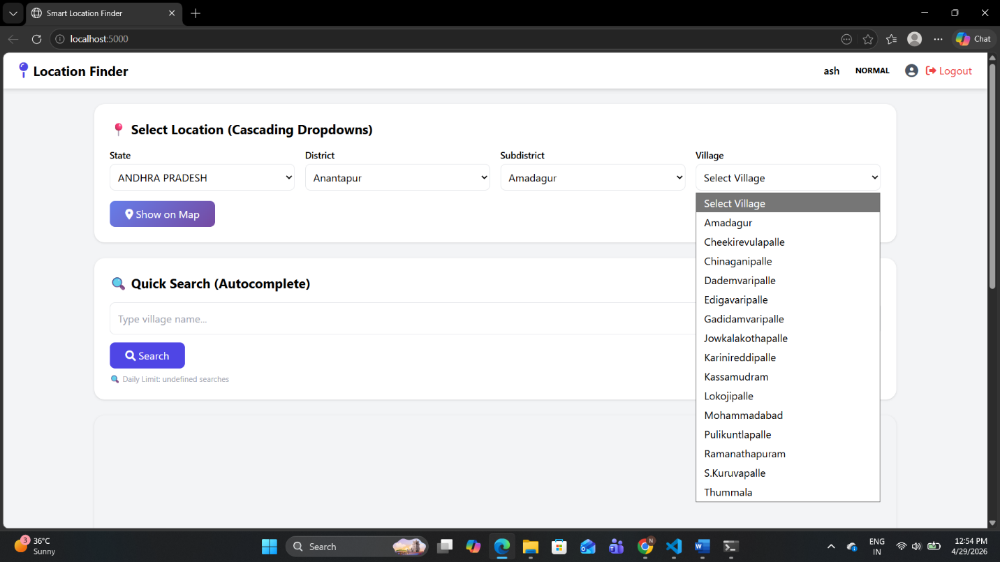 Smart Location Finder
localhost:5000
Chat
Location Finder
ash NORMAL Logout
Select Location (Cascading Dropdowns)
State District Subdistrict Village
ANDHRA PRADESH Anantapur Amadagur Select Village
Show on Map
Select Village
Amadagur
Cheekirevulapalle
Chinaganipalle
Dademvaripalle
Edigavaripalle
Gadidamvaripalle
Jowkalakothapalle
Karinireddipalle
Kassamudram
Lokojipalle
Mohammadabad
Pulikuntlapalle
Ramanathapuram
S.Kuruvapalle
Thummala
Quick Search (Autocomplete)
Type village name...
Search
Daily Limit: undefined searches
3
36°C
Sunny
Search
N
ENG
IN
12:54 PM
4/29/2026